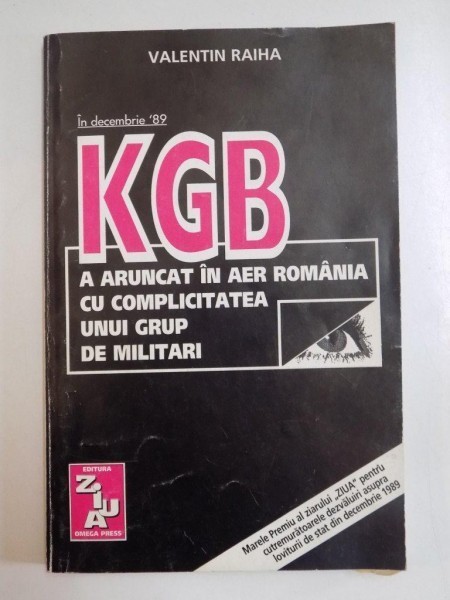 VALENTIN RAIHA
În decembrie '89
KGB
A ARUNCAT ÎN AER ROMÂNIA
CU COMPLICITATEA
UNUI GRUP
DE MILITARI
Marele Premiu al ziarului „ZIUA" pentru
cutremurătoarele dezvăluiri asupra
loviturii de stat din decembrie 1989
EDITURA
ZIUA
OMEGA PRESS